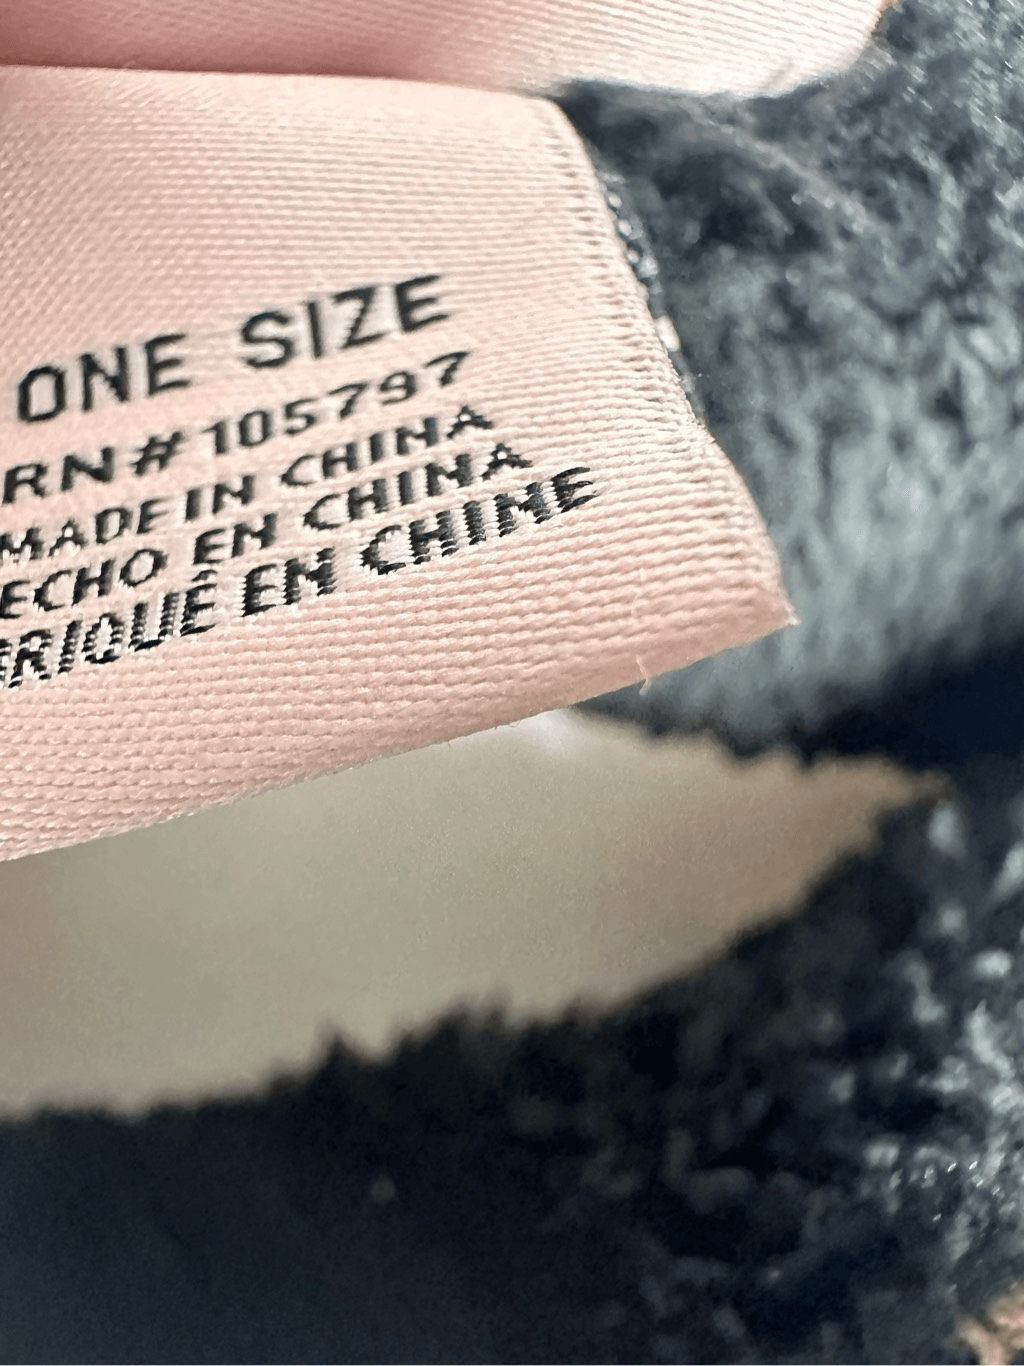 ONE SIZE
RN#105797
MADE IN CHINA
ECHO EN CHINA
RIQUÉ EN CHINE